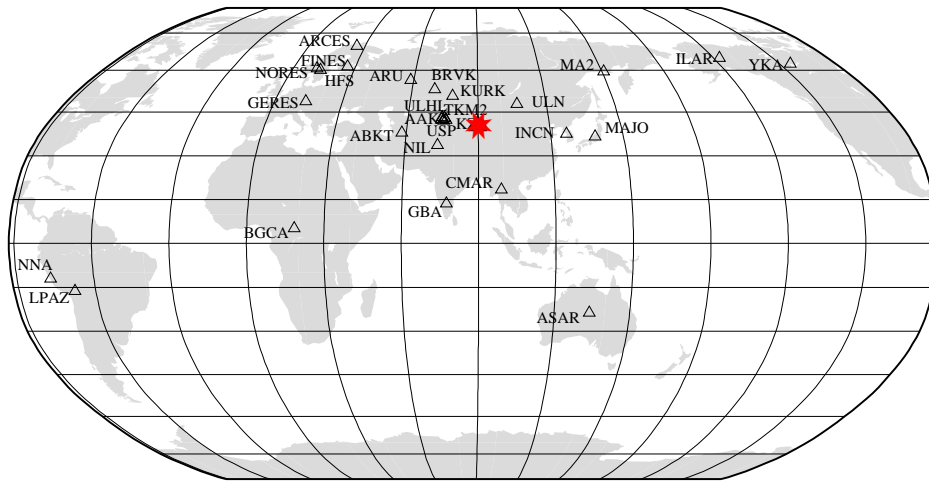 ARCES
FINES
NORES
HFS
ARU
BRVK
KURK
MA2
ILAR
YKA
GERES
ULHL
TKM2
ULN
AAK
USP
ABKT
NIL
INCN
MAJO
CMAR
GBA
BGCA
NNA
LPAZ
ASAR